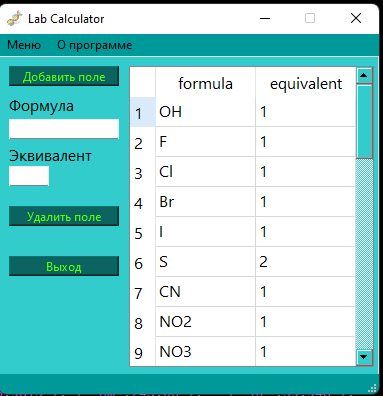 Lab Calculator
Меню О программе
Добавить поле
Формула
Эквивалент
Удалить поле
Выход
formula equivalent
1 OH 1
2 F 1
3 Cl 1
4 Br 1
5 I 1
6 S 2
7 CN 1
8 NO2 1
9 NO3 1